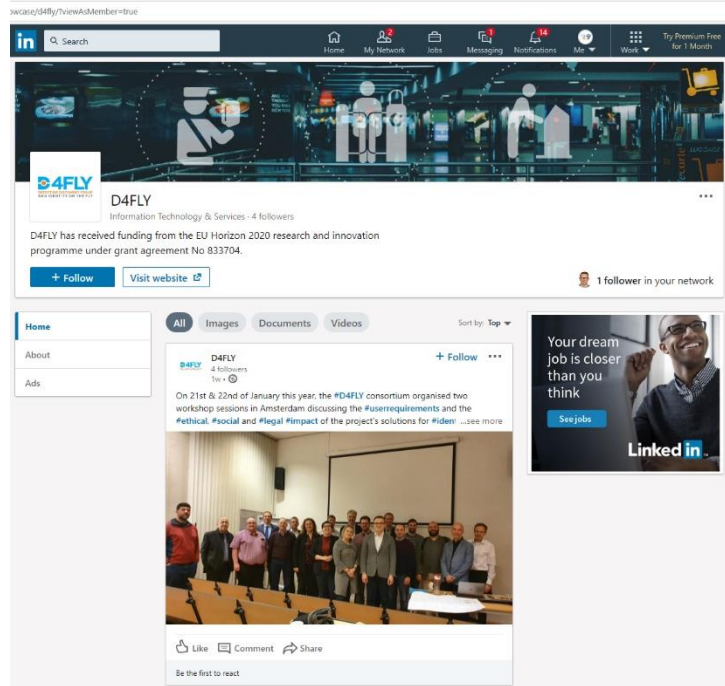 owcase/d4fly/?viewAsMember=true
in
Search
Home
2
My Network
Jobs
Messaging
14
Notifications
Me
Work
Try Premium Free
for 1 Month
D4FLY
D4FLY
Information Technology & Services · 4 followers
D4FLY has received funding from the EU Horizon 2020 research and innovation
programme under grant agreement No 833704.
+ Follow
Visit website
1 follower in your network
Home
About
Ads
All
Images
Documents
Videos
Sort by: Top
D4FLY
D4FLY
4 followers
1w •
+ Follow
On 21st & 22nd of January this year, the #D4FLY consortium organised two
workshop sessions in Amsterdam discussing the #userrequirements and the
#ethical, #social and #legal #impact of the project's solutions for #iden ...see more
Like
Comment
Share
Be the first to react
Your dream
job is closer
than you
think
See jobs
Linked in